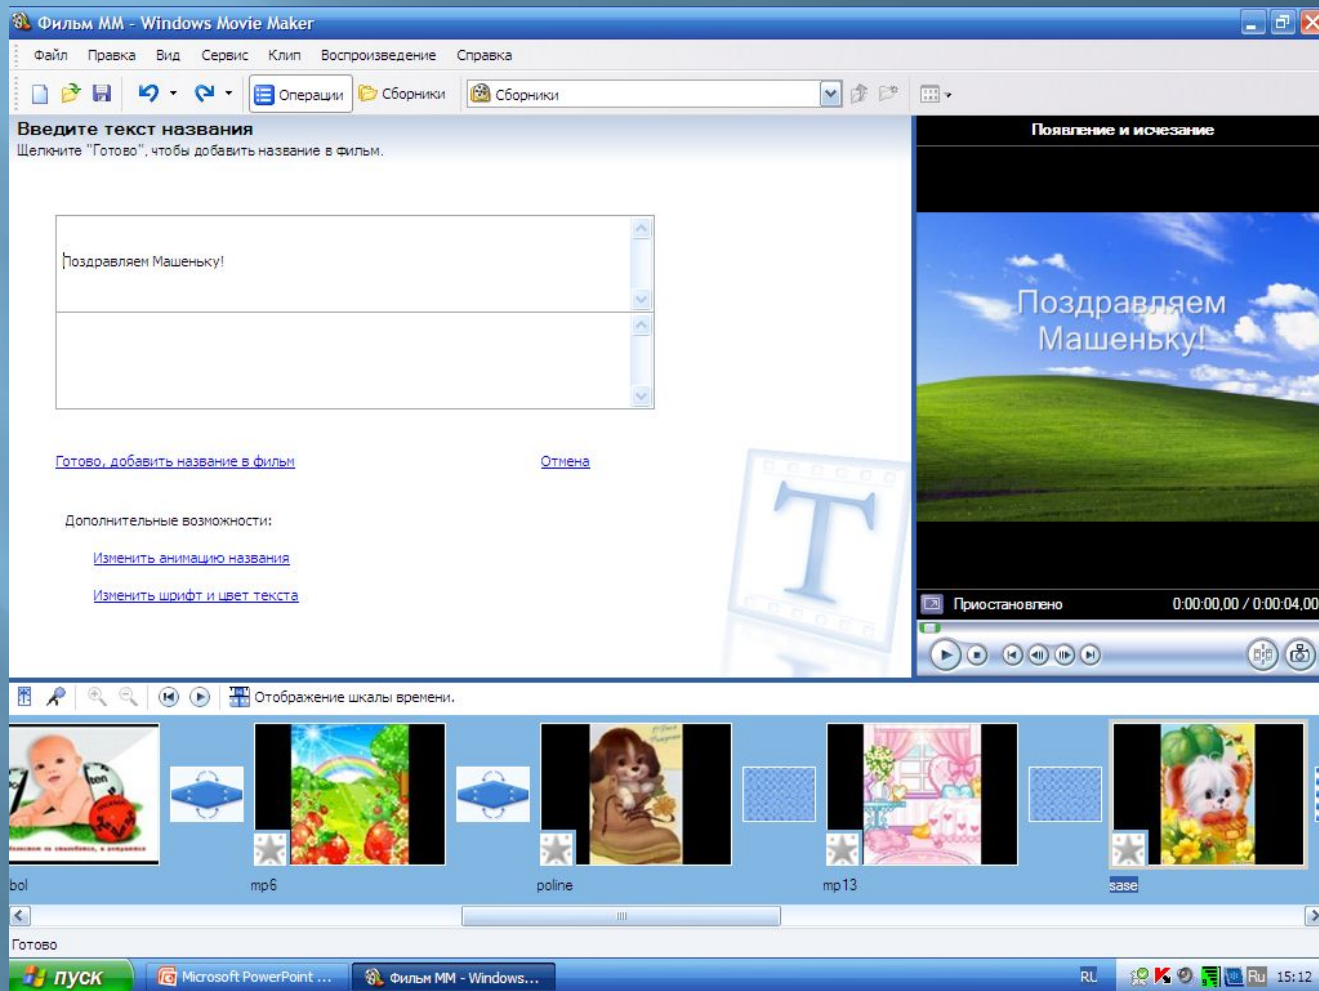 Фильм ММ - Windows Movie Maker
Файл Правка Вид Сервис Клип Воспроизведение Справка
Операции Сборники Сборники
Введите текст названия
Щелкните "Готово", чтобы добавить название в фильм.
Поздравляем Машеньку!
Готово, добавить название в фильм Отмена
Дополнительные возможности:
Изменить анимацию названия
Изменить шрифт и цвет текста
Появление и исчезание
Поздравляем
Машеньку!
Приостановлено 0:00:00,00 / 0:00:04,00
Отображение шкалы времени.
bol mp6 poline mp13 sase
Готово
пуск Microsoft PowerPoint ... Фильм ММ - Windows... RL Ru 15:12